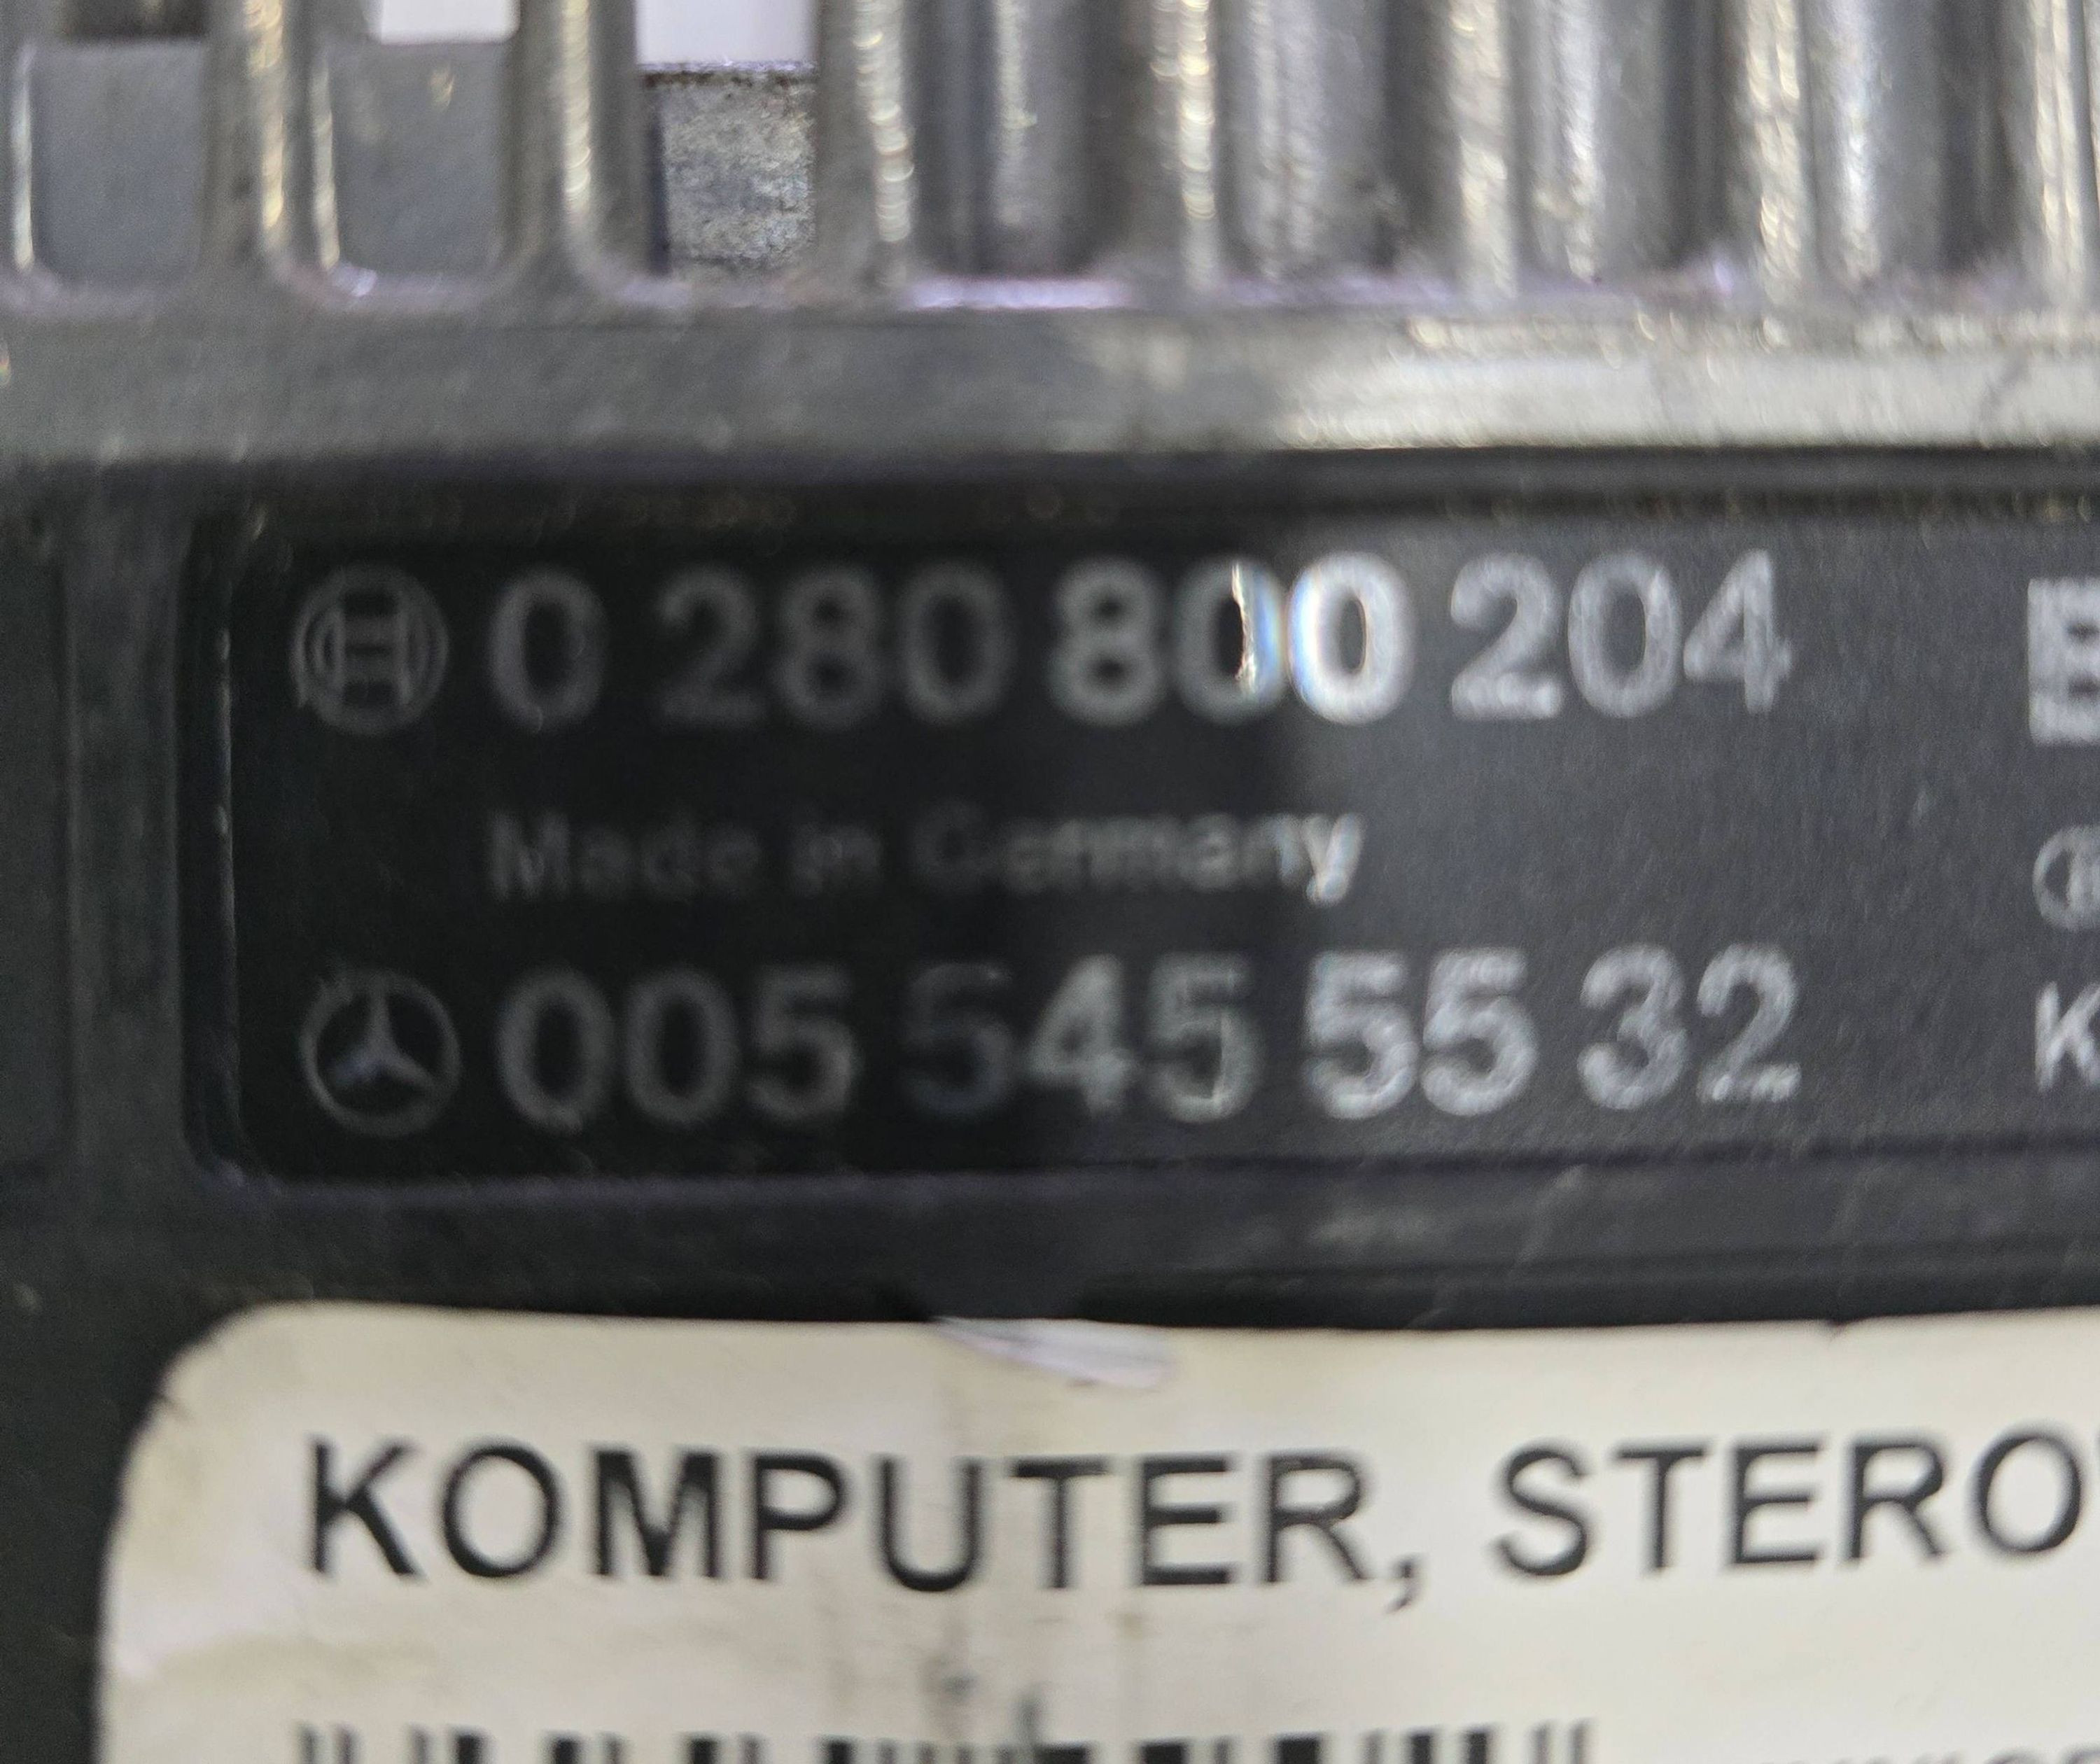 0 280 800 204
Made in Germany
005 545 55 32
KOMPUTER, STERO